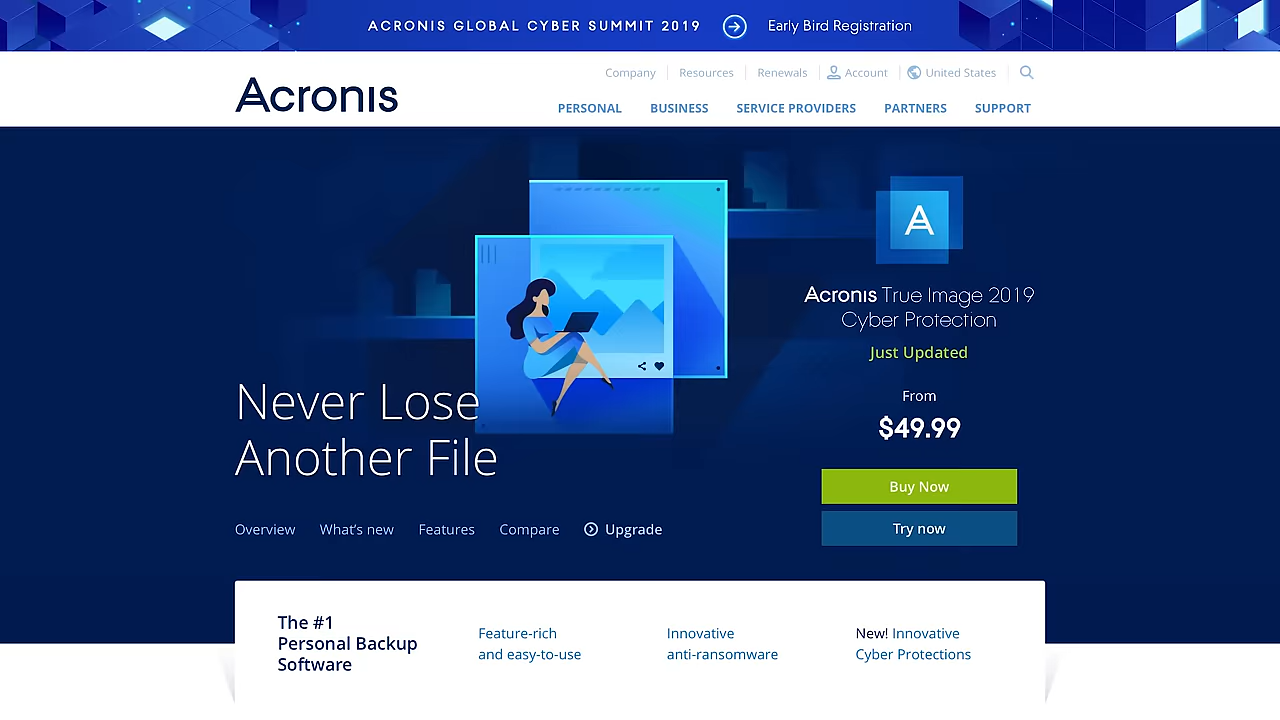 ACRONIS GLOBAL CYBER SUMMIT 2019 Early Bird Registration
Company Resources Renewals Account United States
Acronis
PERSONAL BUSINESS SERVICE PROVIDERS PARTNERS SUPPORT
A
Acronis True Image 2019
Cyber Protection
Just Updated
From
$49.99
Never Lose
Another File
Buy Now
Try now
Overview What's new Features Compare Upgrade
The #1
Personal Backup
Software
Feature-rich
and easy-to-use
Innovative
anti-ransomware
New! Innovative
Cyber Protections